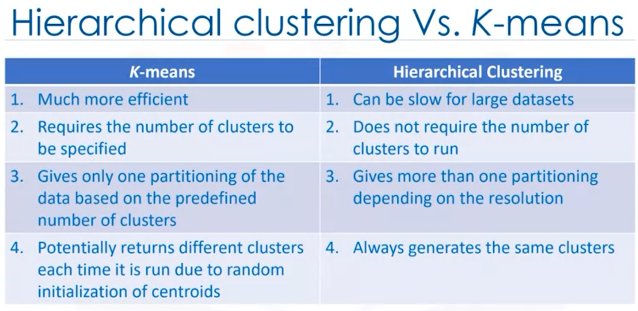 Hierarchical clustering Vs. K-means
K-means
Hierarchical Clustering
1. Much more efficient
1. Can be slow for large datasets
2. Requires the number of clusters to
be specified
2. Does not require the number of
clusters to run
3. Gives only one partitioning of the
data based on the predefined
number of clusters
3. Gives more than one partitioning
depending on the resolution
4. Potentially returns different clusters
each time it is run due to random
initialization of centroids
4. Always generates the same clusters